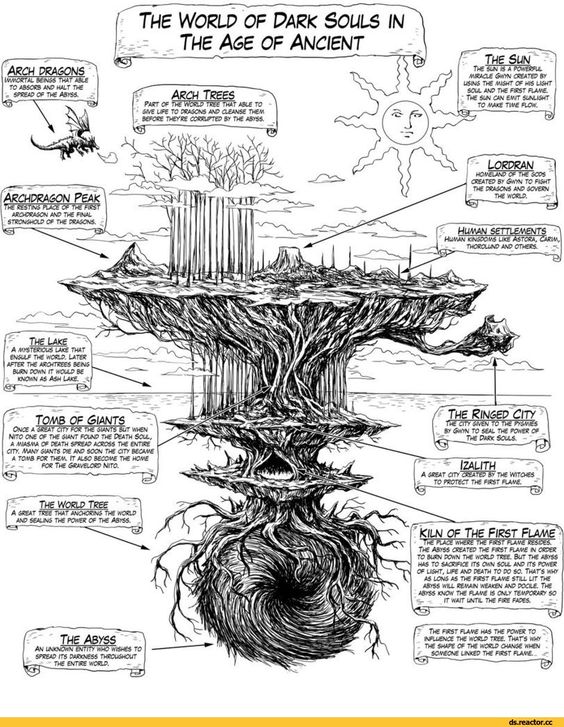 THE WORLD OF DARK SOULS IN
THE AGE OF ANCIENT
ARCH DRAGONS
IMMORTAL BEINGS THAT ABLE
TO ABSORB AND HALT THE
SPREAD OF THE ABYSS.
ARCH TREES
PART OF THE WORLD TREE THAT ABLE TO
GIVE LIFE TO DRAGONS AND CLEANSE THEM
BEFORE THEY'RE CORRUPTED BY THE ABYSS.
THE SUN
THE SUN IS A POWERFUL
MIRACLE GWYN CREATED BY
USING THE MIGHT OF HIS LIGHT
SOUL AND THE FIRST FLAME.
THE SUN CAN EMIT SUNLIGHT
TO MAKE TIME FLOW.
LORDRAN
HOMELAND OF THE GODS
CREATED BY GWYN TO FIGHT
THE DRAGONS AND GOVERN
THE WORLD.
ARCHDRAGON PEAK
THE RESTING PLACE OF THE FIRST
ARCHDRAGON AND THE FINAL
STRONGHOLD OF THE DRAGONS.
HUMAN SETTLEMENTS
HUMAN KINGDOMS LIKE ASTORA, CARIM,
THOROLUND AND OTHERS.
THE LAKE
A MYSTERIOUS LAKE THAT
ENGULF THE WORLD. LATER
AFTER THE ARCHTREES BEING
BURN DOWN IT WOULD BE
KNOWN AS ASH LAKE.
TOMB OF GIANTS
ONCE A GREAT CITY FOR THE GIANTS BUT WHEN
NITO ONE OF THE GIANT FOUND THE DEATH SOUL,
A MIASMA OF DEATH SPREAD ACROSS THE ENTIRE
CITY, MANY GIANTS DIE AND SOON THE CITY BECAME
A TOMB FOR THEM. IT ALSO BECOME THE HOME
FOR THE GRAVELORD NITO.
THE RINGED CITY
THE CITY GIVEN TO THE PYGMIES
BY GWYN TO SEAL THE POWER OF
THE DARK SOULS.
IZALITH
A GREAT CITY CREATED BY THE WITCHES
TO PROTECT THE FIRST FLAME.
THE WORLD TREE
A GREAT TREE THAT ANCHORING THE WORLD
AND SEALING THE POWER OF THE ABYSS.
KILN OF THE FIRST FLAME
THE PLACE WHERE THE FIRST FLAME RESIDES.
THE ABYSS CREATED THE FIRST FLAME IN ORDER
TO BURN DOWN THE WORLD TREE. BUT THE ABYSS
HAS TO SACRIFICE ITS OWN SOUL AND ITS POWER
OF LIGHT, LIFE AND DEATH TO DO SO. THAT'S WHY
AS LONG AS THE FIRST FLAME STILL LIT THE
ABYSS WILL REMAIN WEAKEN AND DOCILE. THE
ABYSS KNOW THE FLAME IS ONLY TEMPORARY SO
IT WAIT UNTIL THE FIRE FADES.
THE FIRST FLAME HAS THE POWER TO
INFLUENCE THE WORLD TREE. THAT'S WHY
THE SHAPE OF THE WORLD CHANGE WHEN
SOMEONE LINKED THE FIRST FLAME...
THE ABYSS
AN UNKNOWN ENTITY WHO WISHES TO
SPREAD ITS DARKNESS THROUGHOUT
THE ENTIRE WORLD.
ds.reactor.cc